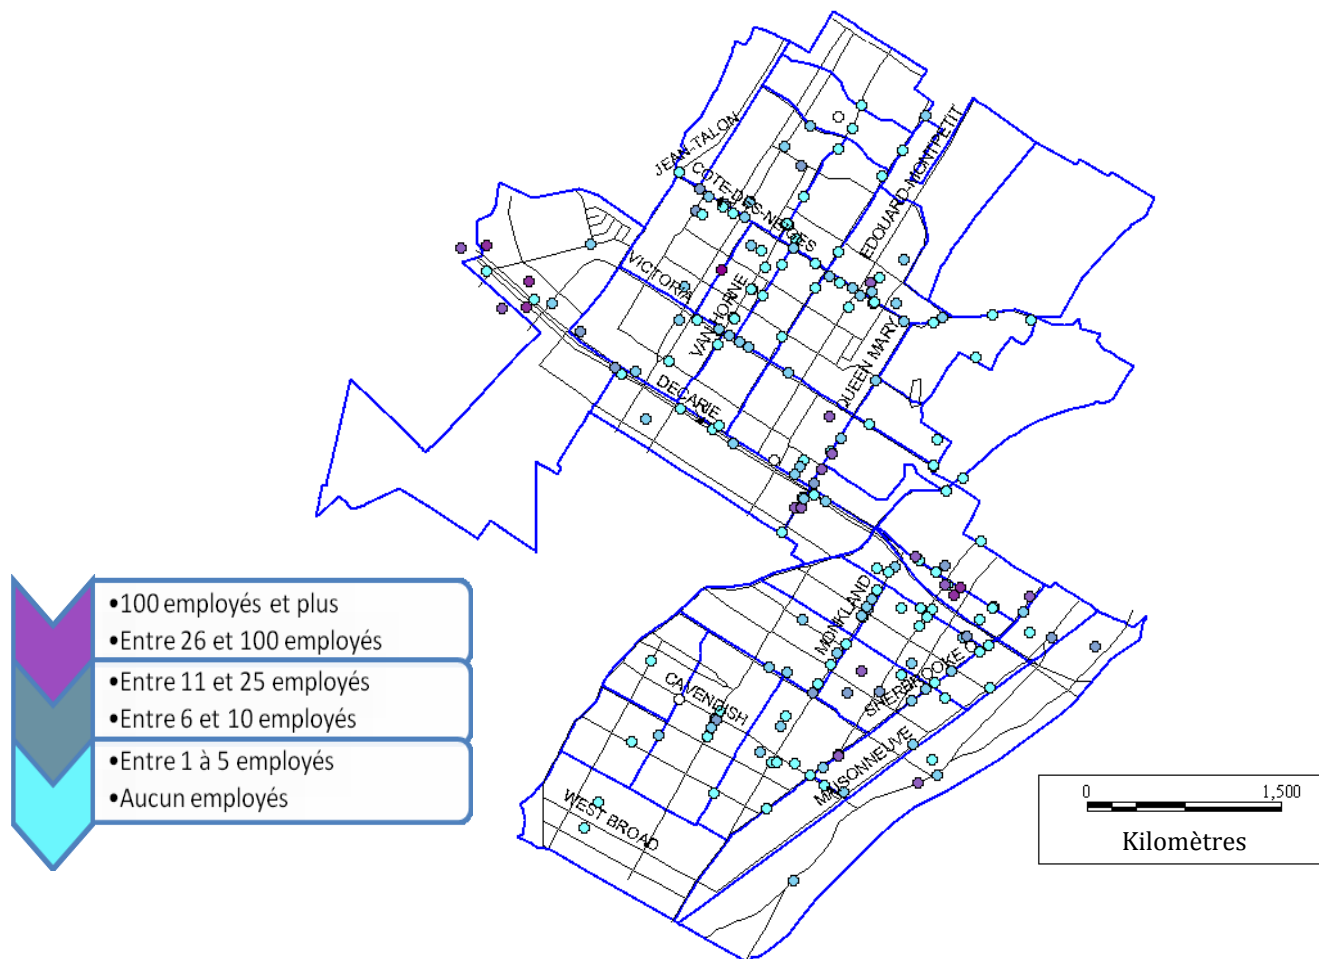 JEAN-TALON
COTE-DES-NEIGES
EDOUARD-MONTPETIT
VICTORIA
VAN HORNE
QUEEN MARY
DECARIE
MONKLAND
SHERBROOKE O
CAVENDISH
MAISONNEUVE
WEST BROAD
•100 employés et plus
•Entre 26 et 100 employés
•Entre 11 et 25 employés
•Entre 6 et 10 employés
•Entre 1 à 5 employés
•Aucun employés
0 1,500
Kilomètres